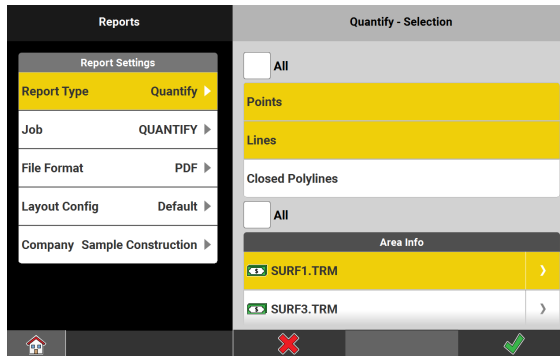 Reports
Report Settings
Report Type Quantify
Job QUANTIFY
File Format PDF
Layout Config Default
Company Sample Construction
Quantify - Selection
All
Points
Lines
Closed Polylines
All
Area Info
SURF1.TRM
SURF3.TRM